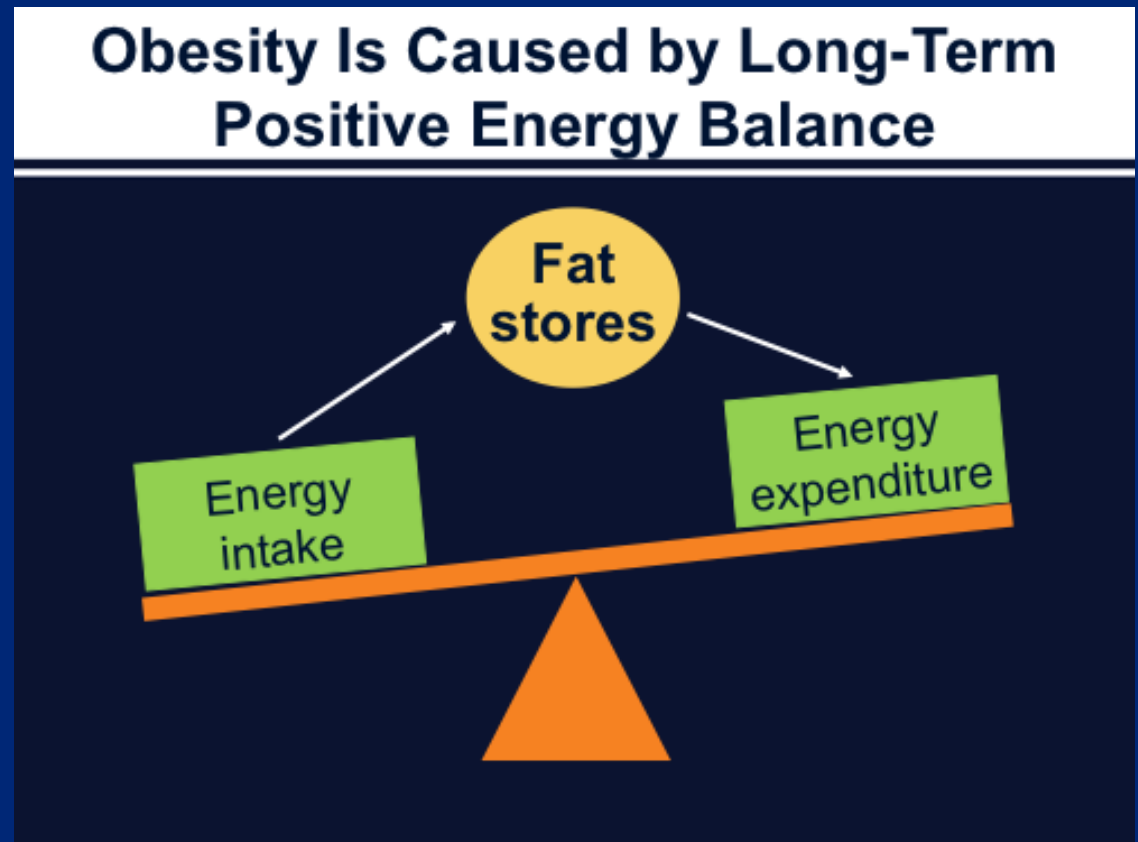 Obesity Is Caused by Long-Term
Positive Energy Balance
Fat
stores
Energy
intake
Energy
expenditure